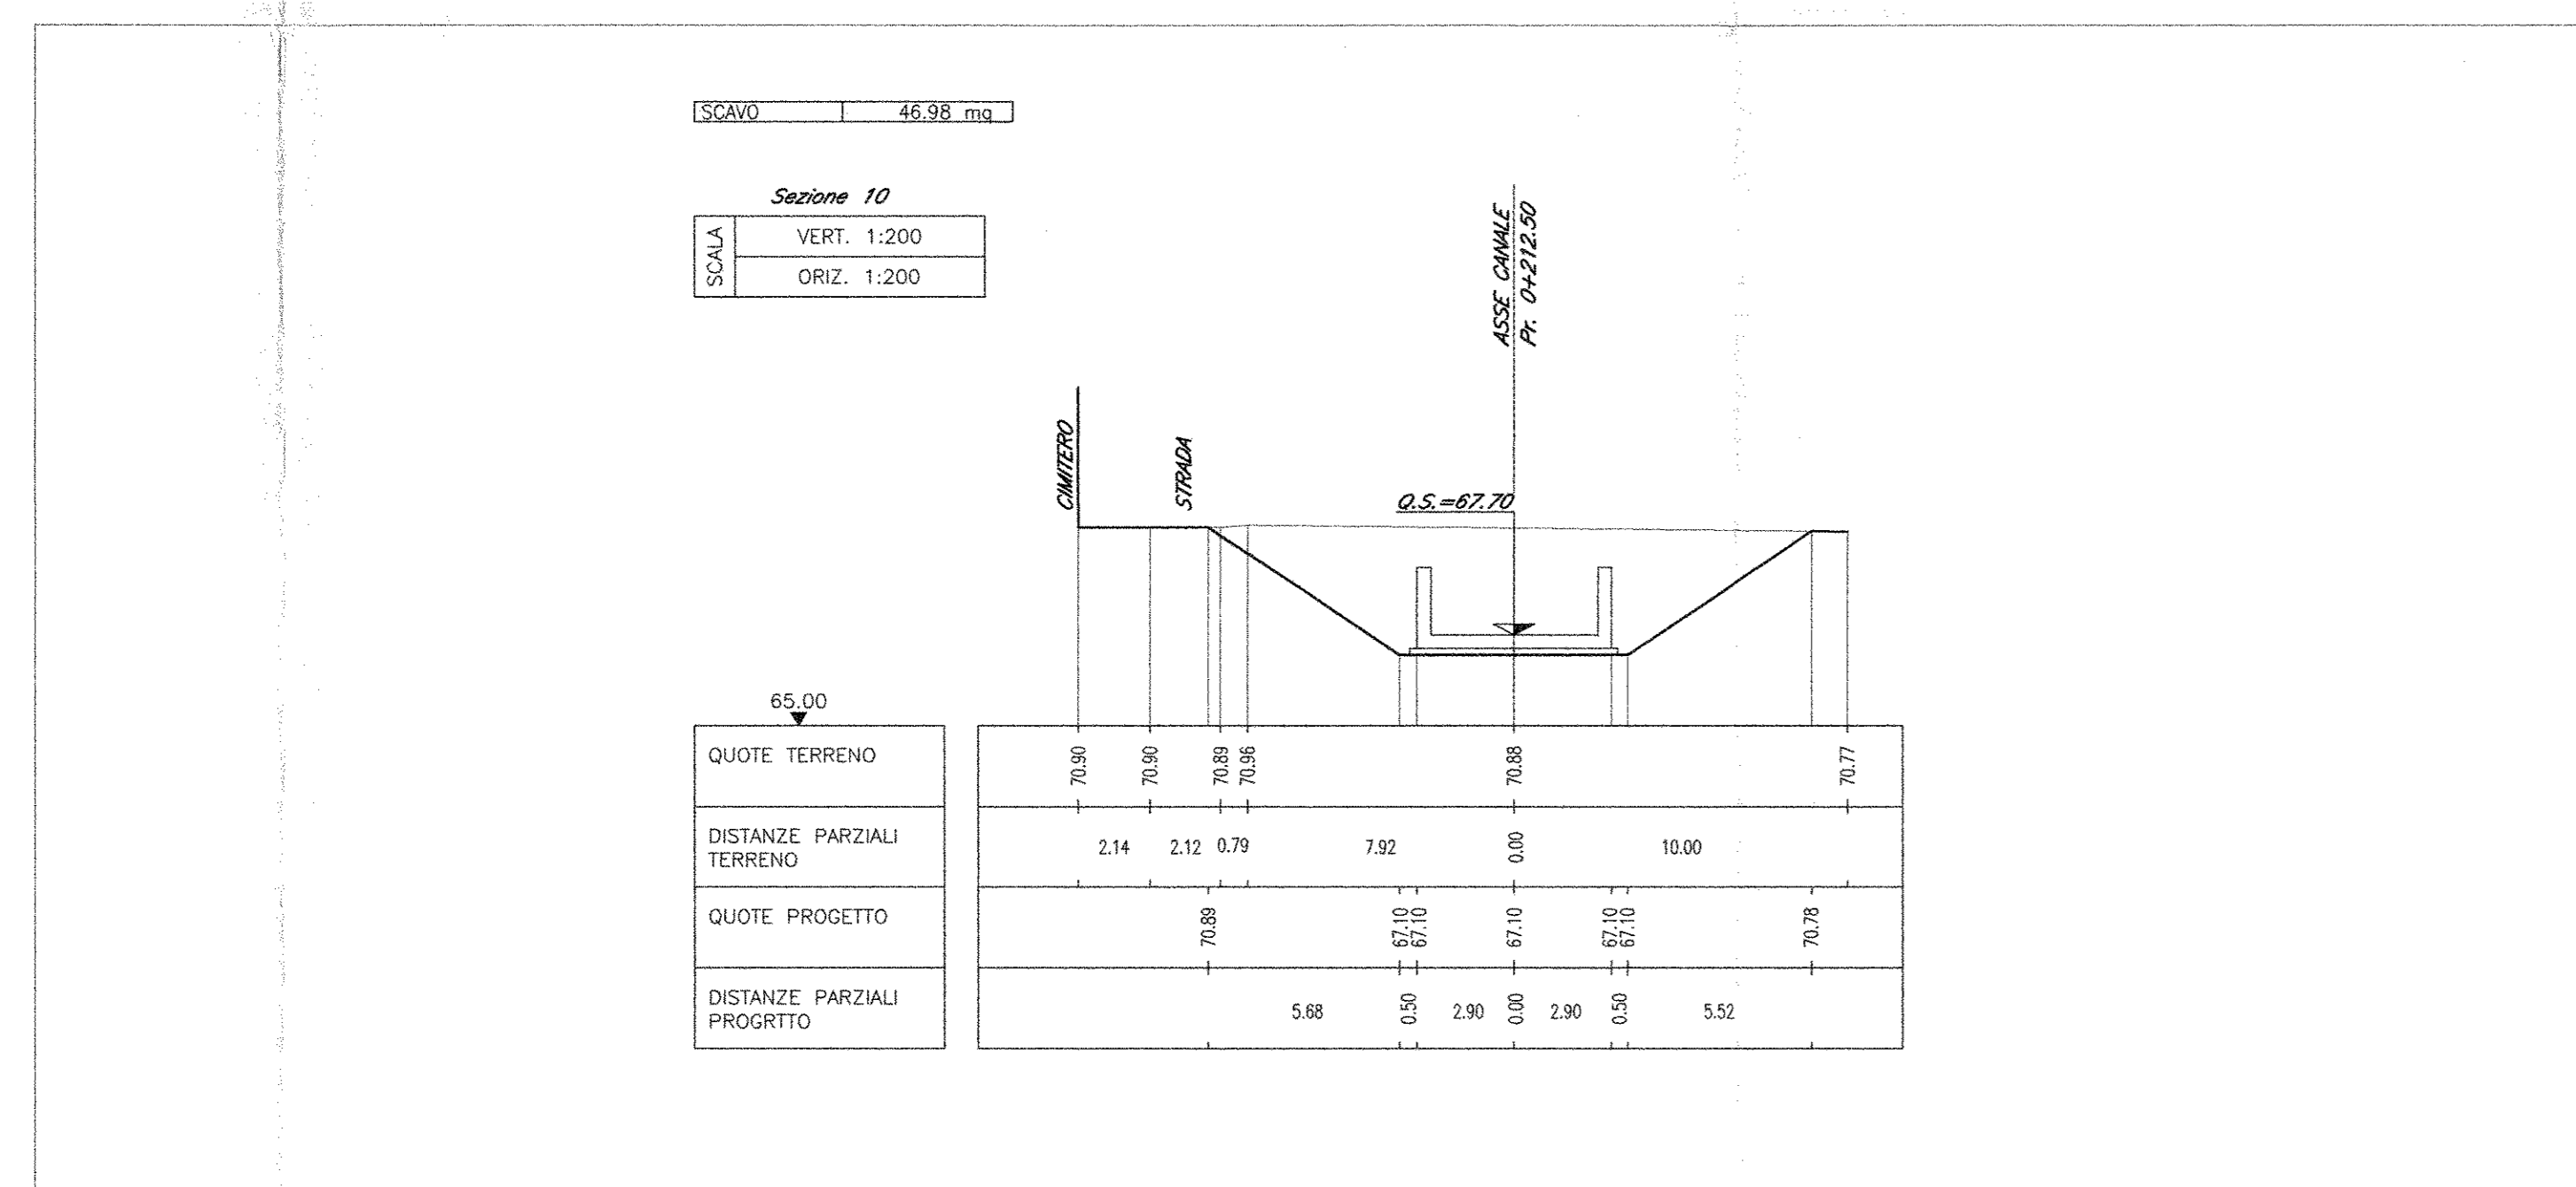 SCAVO 46.98 mq
Sezione 10
SCALA
VERT. 1:200
ORIZ. 1:200
ASSE CANALE
Pr. 0+212.50
CIMITERO
STRADA
Q.S.=67.70
65.00
QUOTE TERRENO 70.90 70.90 70.89 70.96 70.88 70.77
DISTANZE PARZIALI
TERRENO
2.14 2.12 0.79 7.92 0.00 10.00
QUOTE PROGETTO 70.89 67.10 67.10 67.10 67.10 67.10 70.78
DISTANZE PARZIALI
PROGRTTO
5.68 0.50 2.90 0.00 2.90 0.50 5.52